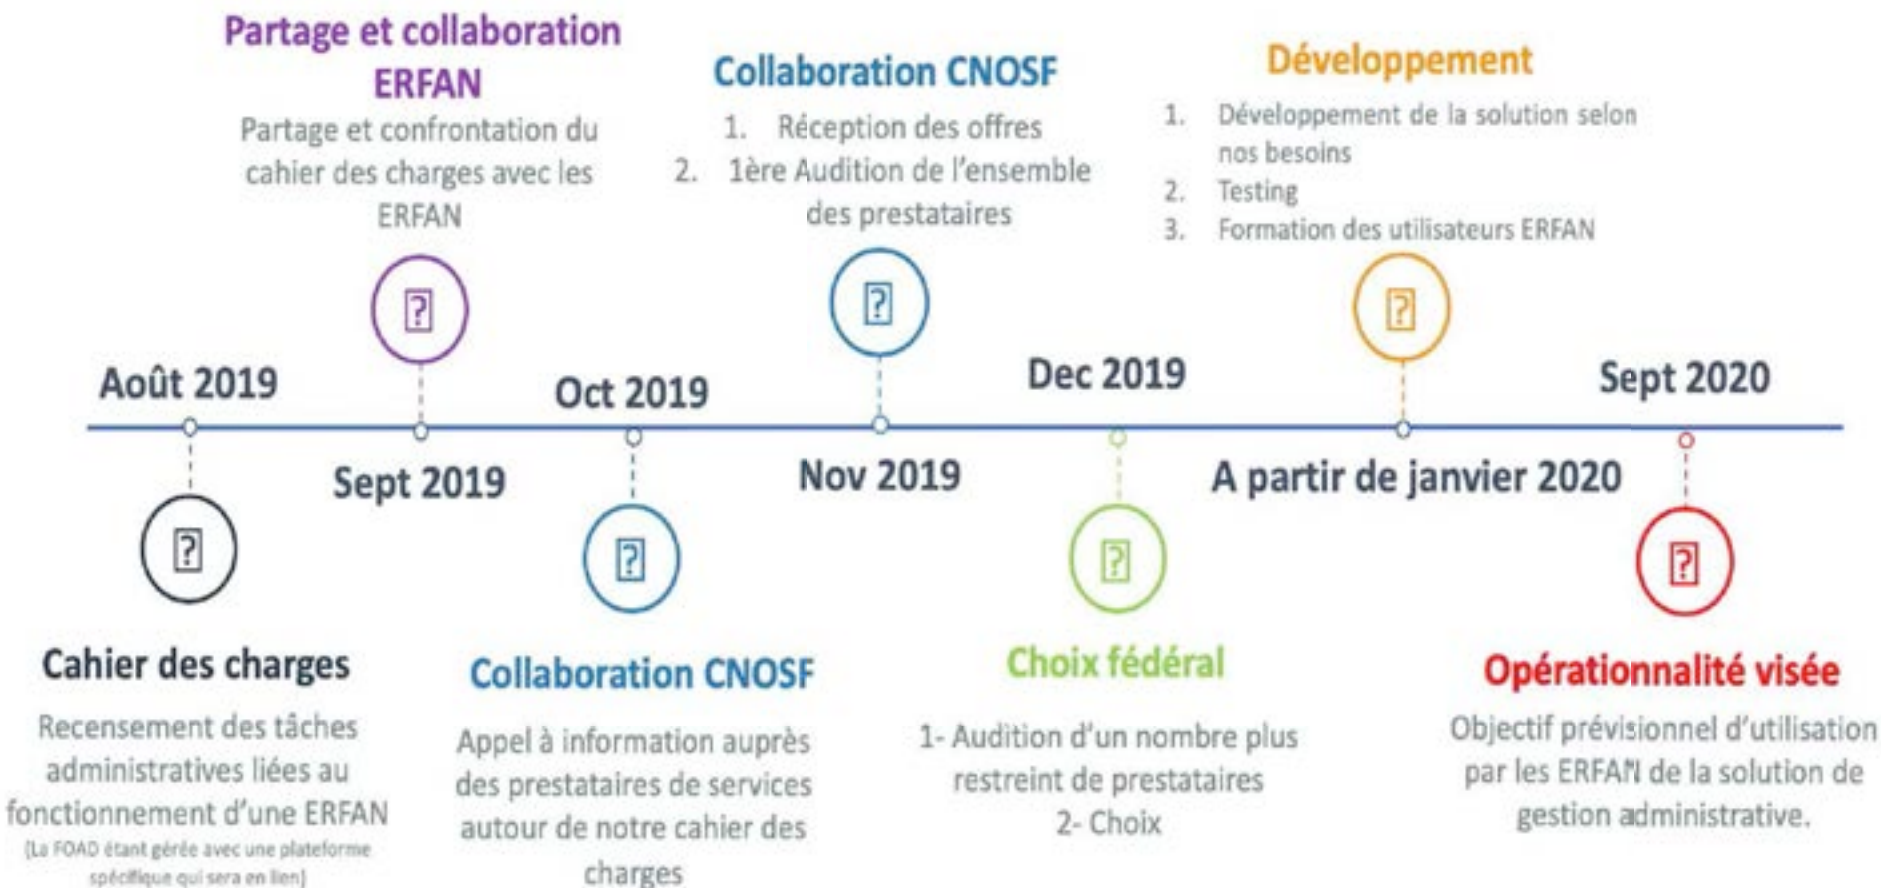 Partage et collaboration
ERFAN
Partage et confrontation du
cahier des charges avec les
ERFAN
Collaboration CNOSF
1. Réception des offres
2. 1ère Audition de l'ensemble
des prestataires
Développement
1. Développement de la solution selon
nos besoins
2. Testing
3. Formation des utilisateurs ERFAN
Août 2019
Sept 2019
Oct 2019
Nov 2019
Dec 2019
A partir de janvier 2020
Sept 2020
Cahier des charges
Recensement des tâches
administratives liées au
fonctionnement d'une ERFAN
(La FOAD étant gérée avec une plateforme
spécifique qui sera en lien)
Collaboration CNOSF
Appel à information auprès
des prestataires de services
autour de notre cahier des
charges
Choix fédéral
1- Audition d'un nombre plus
restreint de prestataires
2- Choix
Opérationnalité visée
Objectif prévisionnel d'utilisation
par les ERFAN de la solution de
gestion administrative.